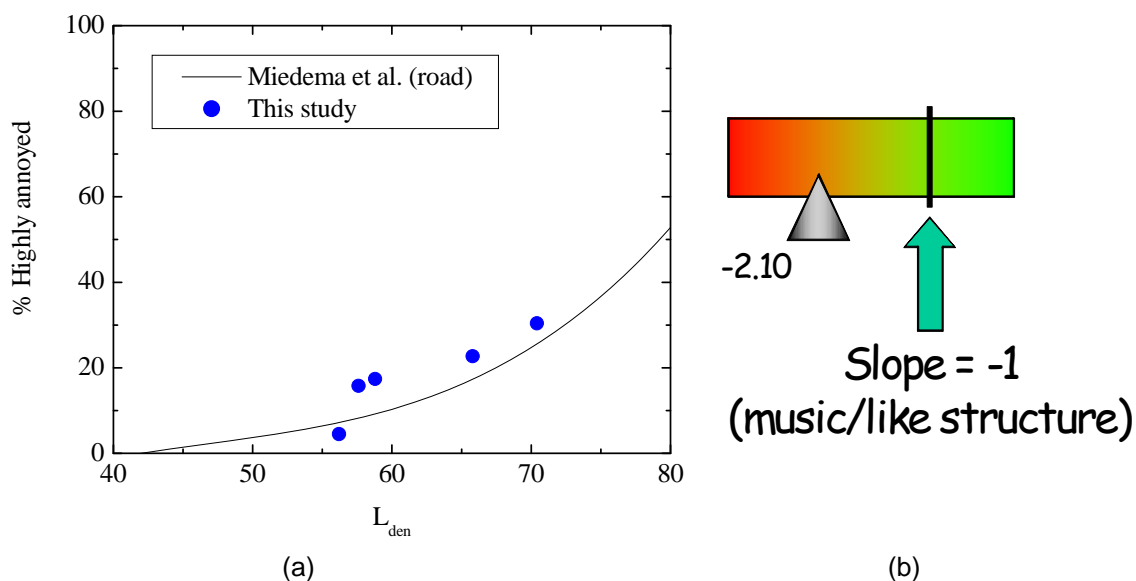 100
80
60
40
20
0
40
50
60
70
80
% Highly annoyed
L_den
Miedema et al. (road)
This study
(a)
-2.10
Slope = -1
(music/like structure)
(b)